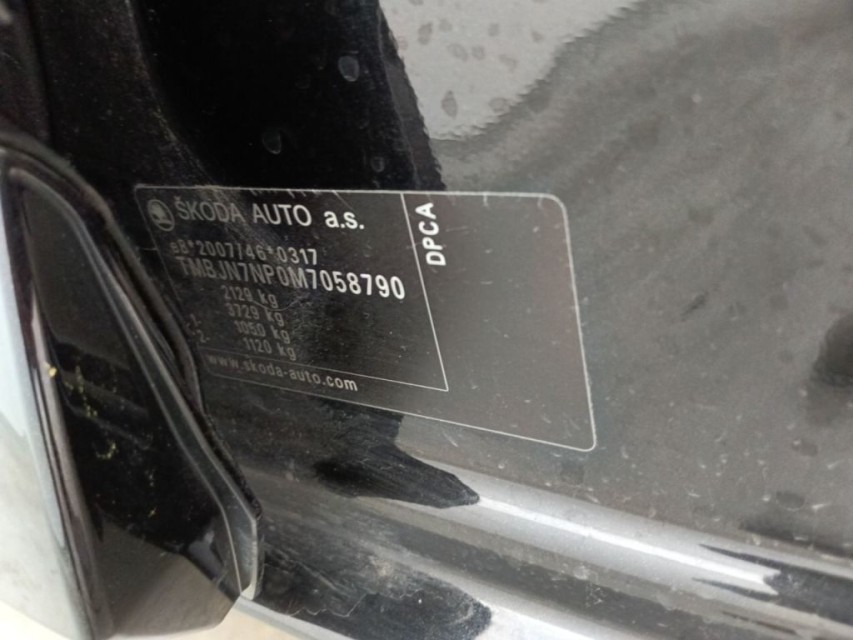 ŠKODA AUTO a.s.
DPCA
e8*2007/46*0317
TMBJN7NP0M7058790
2129 kg
3729 kg
1- 1050 kg
2- 1120 kg
www.skoda-auto.com